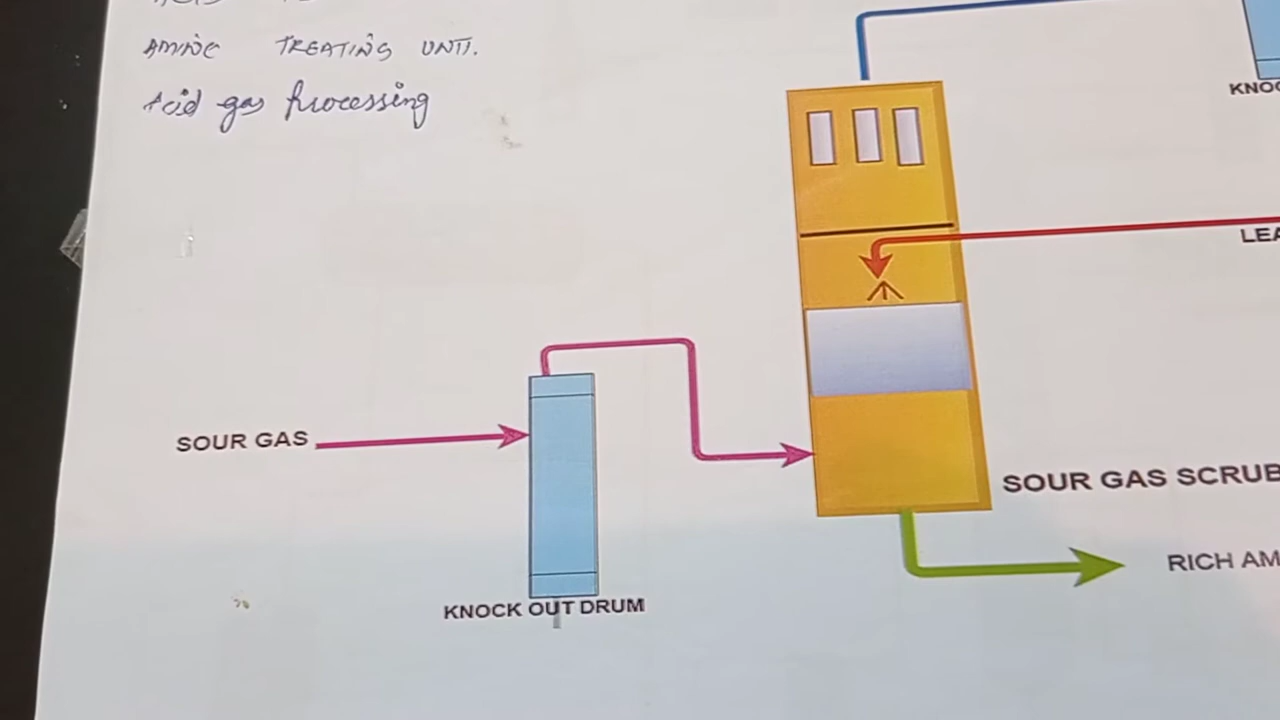 AMINE TREATING UNTI.
Acid gas Processing
KNOC
LEA
SOUR GAS
SOUR GAS SCRUB
RICH AM
KNOCK OUT DRUM